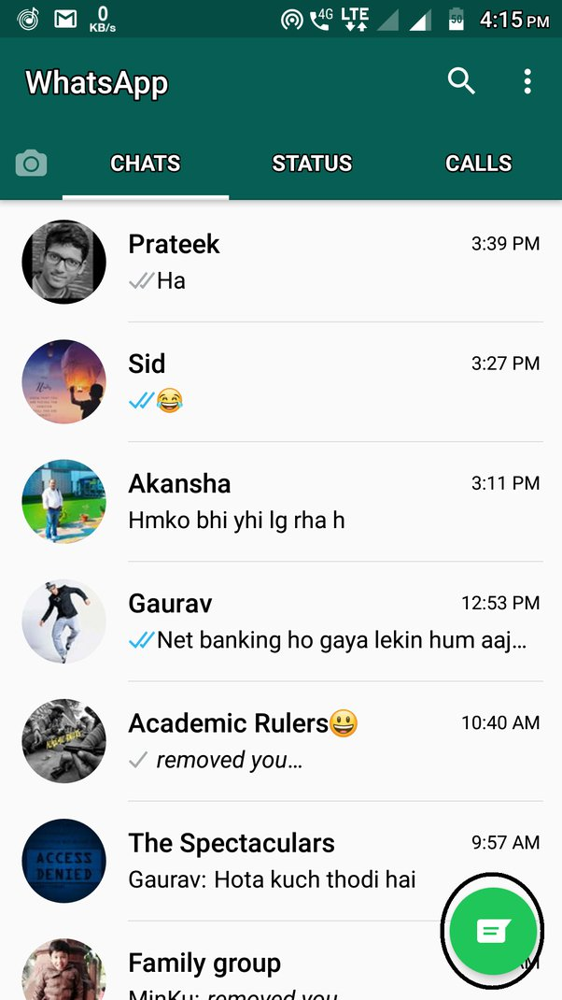 0
KB/s
4G
LTE
50
4:15 PM
WhatsApp
CHATS
STATUS
CALLS
Prateek
3:39 PM
Ha
Sid
3:27 PM
😂
Akansha
3:11 PM
Hmko bhi yhi lg rha h
Gaurav
12:53 PM
Net banking ho gaya lekin hum aaj...
Academic Rulers😃
10:40 AM
removed you...
The Spectaculars
9:57 AM
ACCESS
DENIED
Gaurav: Hota kuch thodi hai
Family group
MinKu: removed you